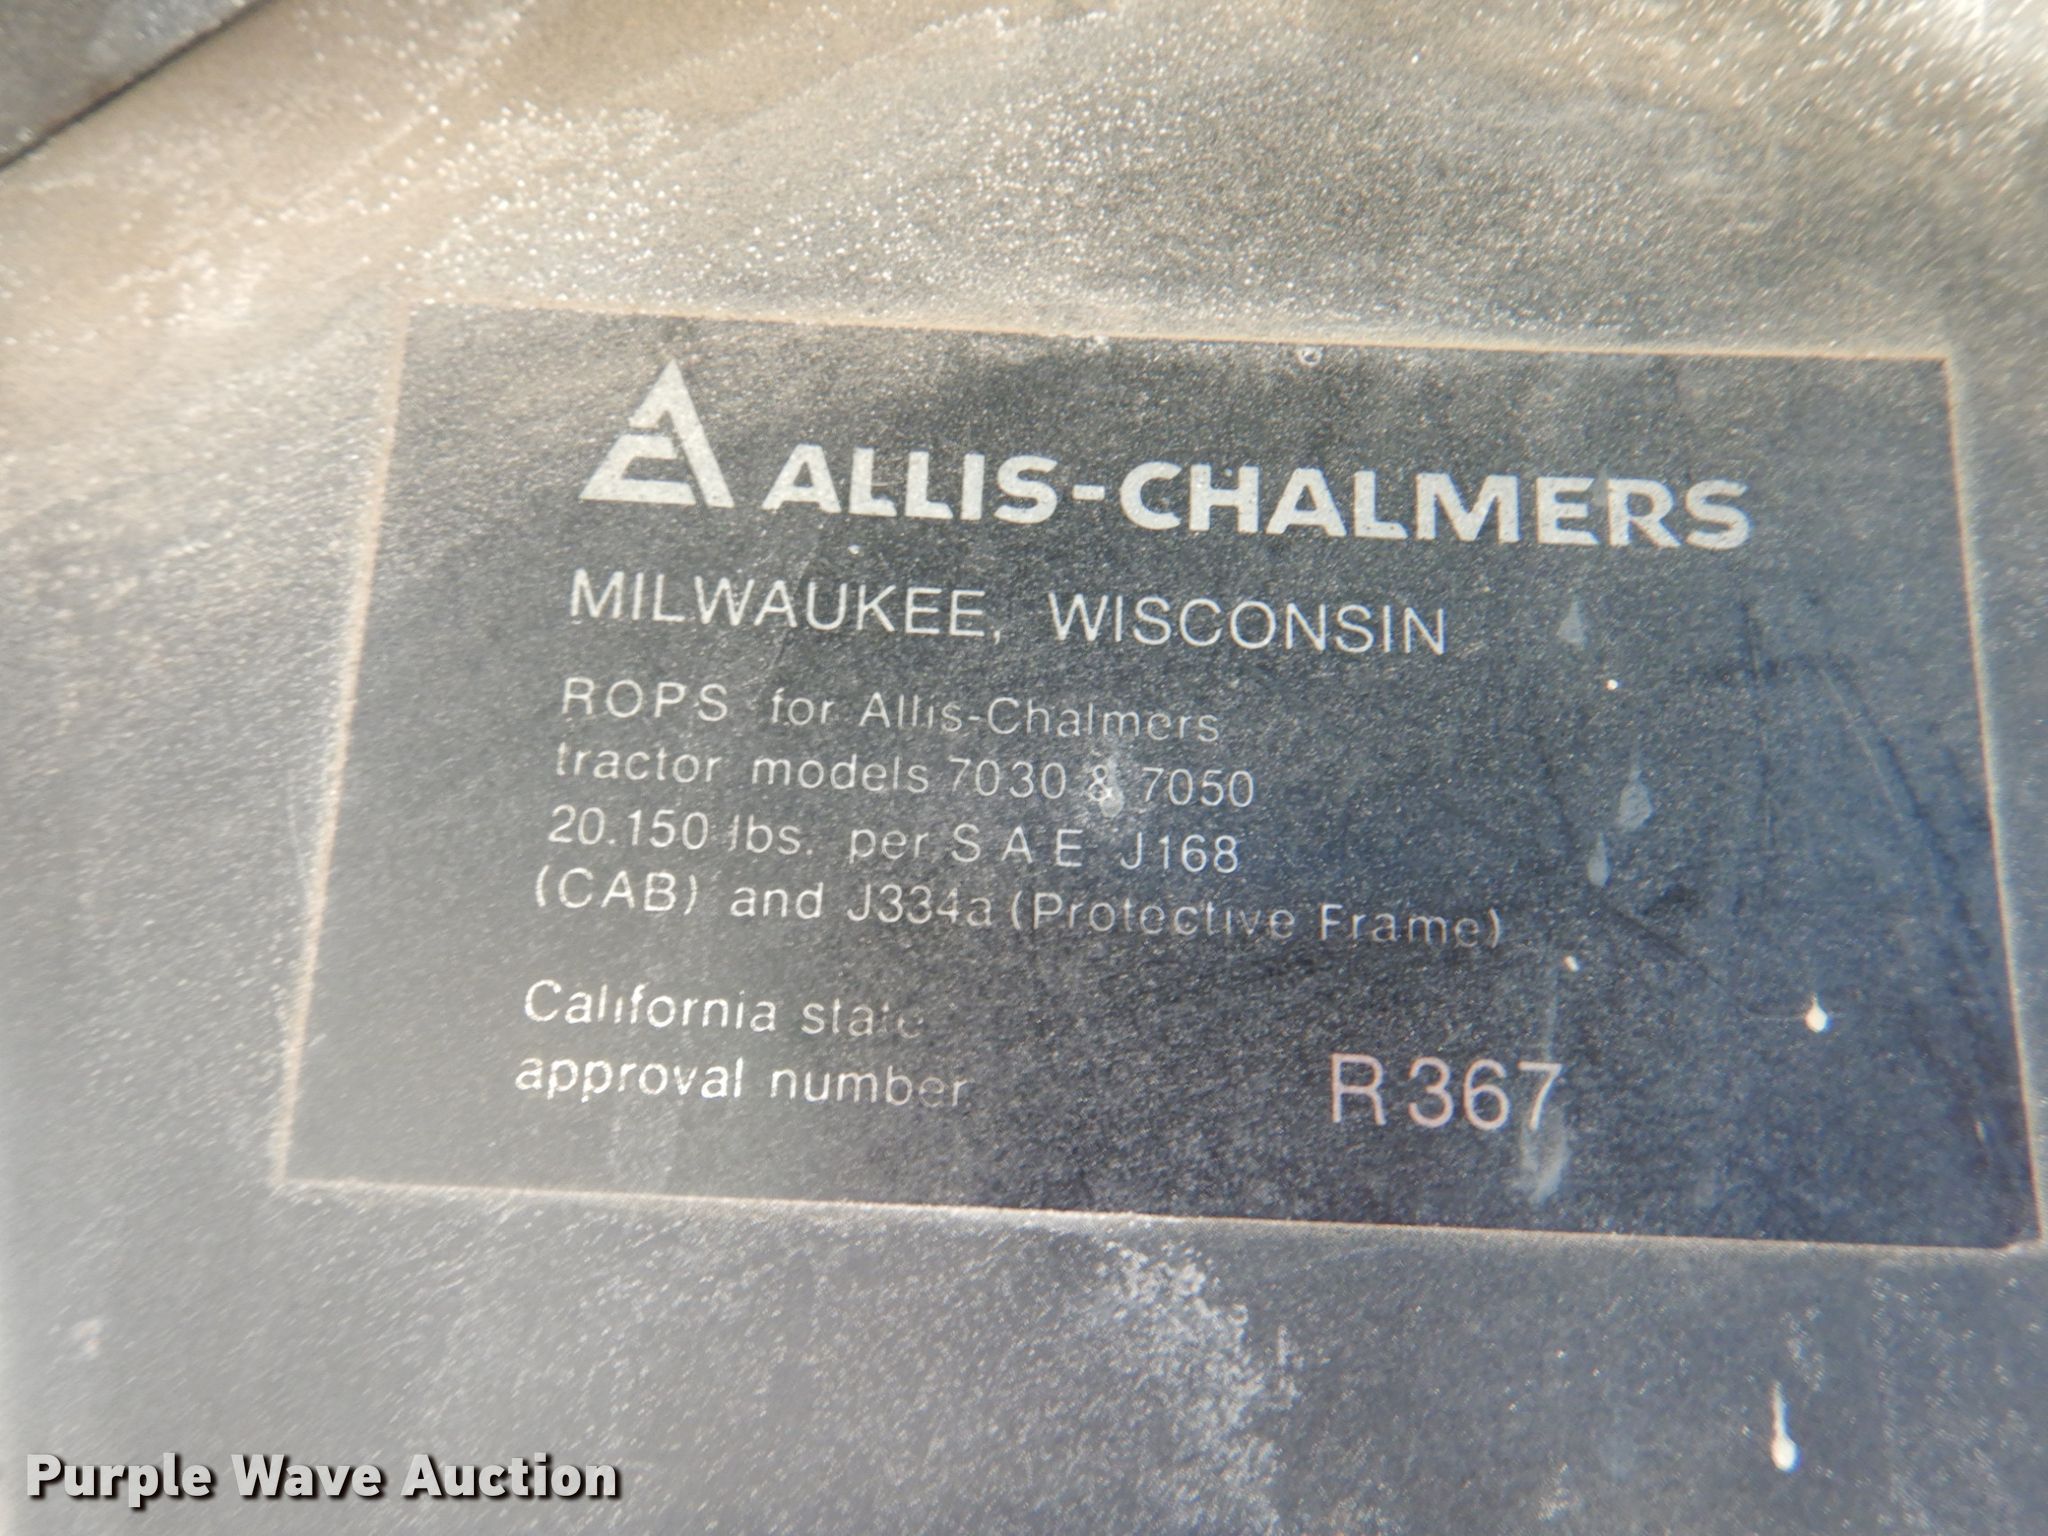 ALLIS-CHALMERS
MILWAUKEE, WISCONSIN
ROPS for Allis-Chalmers
tractor models 7030 & 7050
20.150 lbs. per S A E J168
(CAB) and J334a (Protective Frame)
California state
approval number R367
Purple Wave Auction